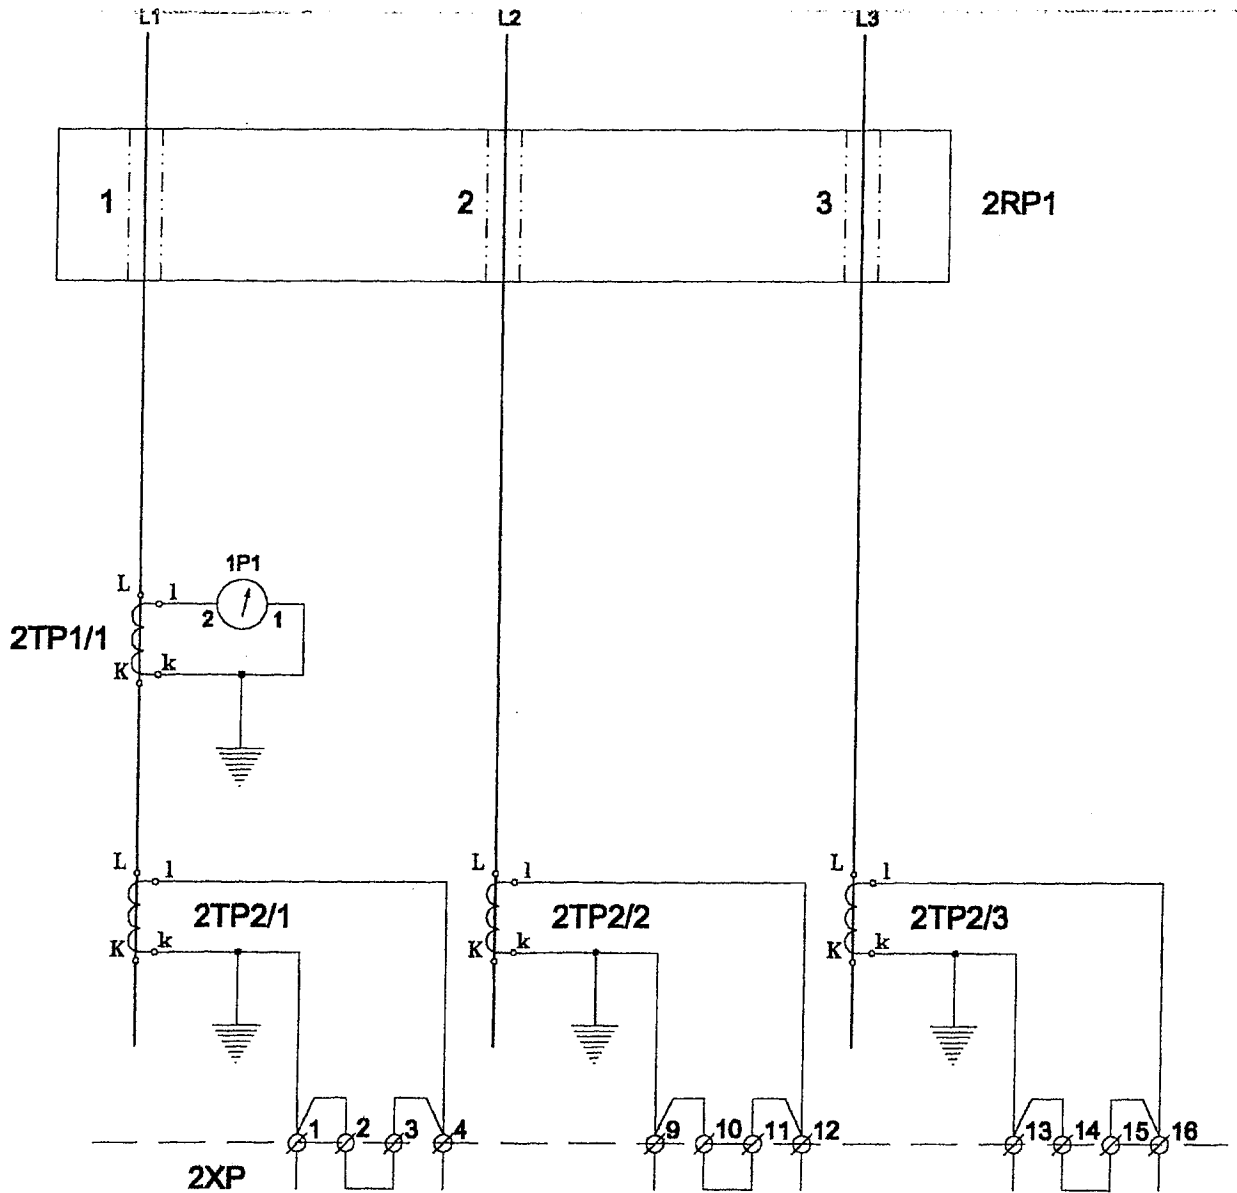 L1 L2 L3
1 2 3 2RP1
1P1
L l
2 1
2TP1/1
K k
L l L l L l
2TP2/1 2TP2/2 2TP2/3
K k K k K k
1 2 3 4 9 10 11 12 13 14 15 16
2XP